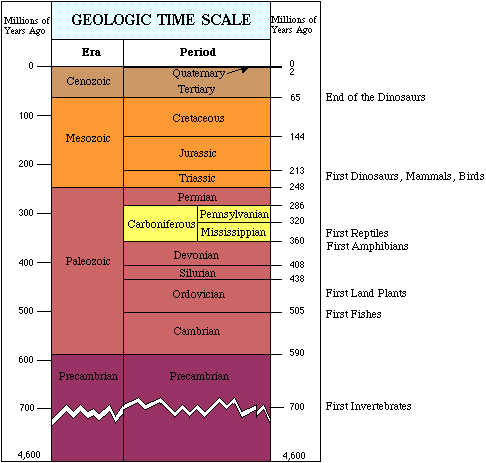 Millions of
Years Ago
GEOLOGIC TIME SCALE
Millions of
Years Ago
Era
Period
0
100
200
300
400
500
600
700
4,600
Cenozoic
Mesozoic
Paleozoic
Precambrian
Quaternary
Tertiary
Cretaceous
Jurassic
Triassic
Permian
Carboniferous
Pennsylvanian
Mississippian
Devonian
Silurian
Ordovician
Cambrian
Precambrian
0
2
65
144
213
248
286
320
360
408
438
505
590
700
4,600
End of the Dinosaurs
First Dinosaurs, Mammals, Birds
First Reptiles
First Amphibians
First Land Plants
First Fishes
First Invertebrates